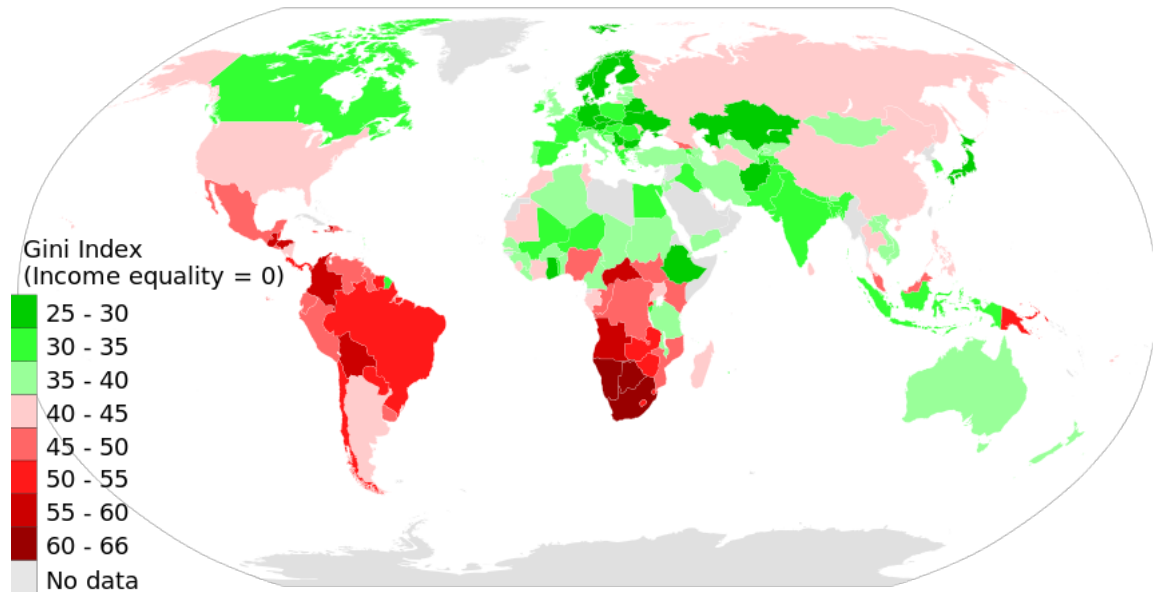 Gini Index
(Income equality = 0)
25 - 30
30 - 35
35 - 40
40 - 45
45 - 50
50 - 55
55 - 60
60 - 66
No data